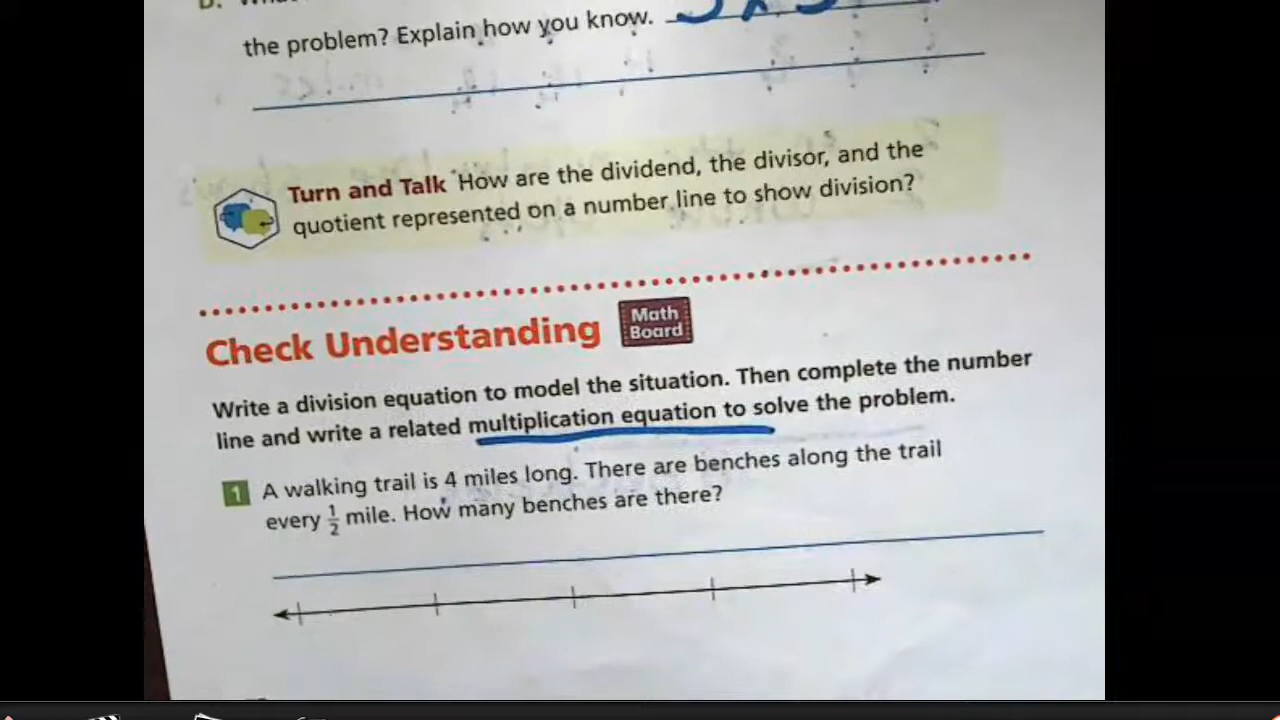 the problem? Explain how you know.
Turn and Talk How are the dividend, the divisor, and the
quotient represented on a number line to show division?
Check Understanding
Math
Board
Write a division equation to model the situation. Then complete the number
line and write a related multiplication equation to solve the problem.
1 A walking trail is 4 miles long. There are benches along the trail
every 1/2 mile. How many benches are there?